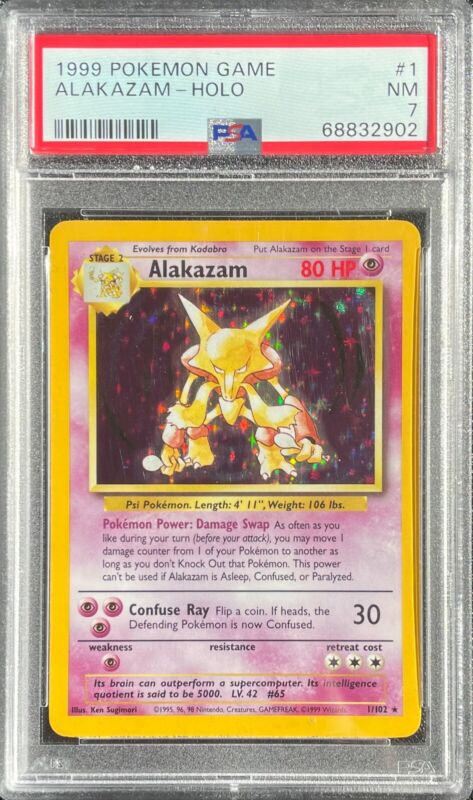 1999 POKEMON GAME #1
ALAKAZAM - HOLO NM
7
PSA 68832902
Evolves from Kadabra Put Alakazam on the Stage 1 card
STAGE 2
Alakazam 80 HP
Psi Pokémon. Length: 4' 11", Weight: 106 lbs.
Pokémon Power: Damage Swap As often as you
like during your turn (before your attack), you may move 1
damage counter from 1 of your Pokémon to another as
long as you don't Knock Out that Pokémon. This power
can't be used if Alakazam is Asleep, Confused, or Paralyzed.
Confuse Ray Flip a coin. If heads, the 30
Defending Pokémon is now Confused.
weakness resistance retreat cost
Its brain can outperform a supercomputer. Its intelligence
quotient is said to be 5000. LV. 42 #65
Illus. Ken Sugimori ©1995, 96, 98 Nintendo, Creatures, GAMEFREAK. ©1999 Wizards. 1/102 ★
PSA